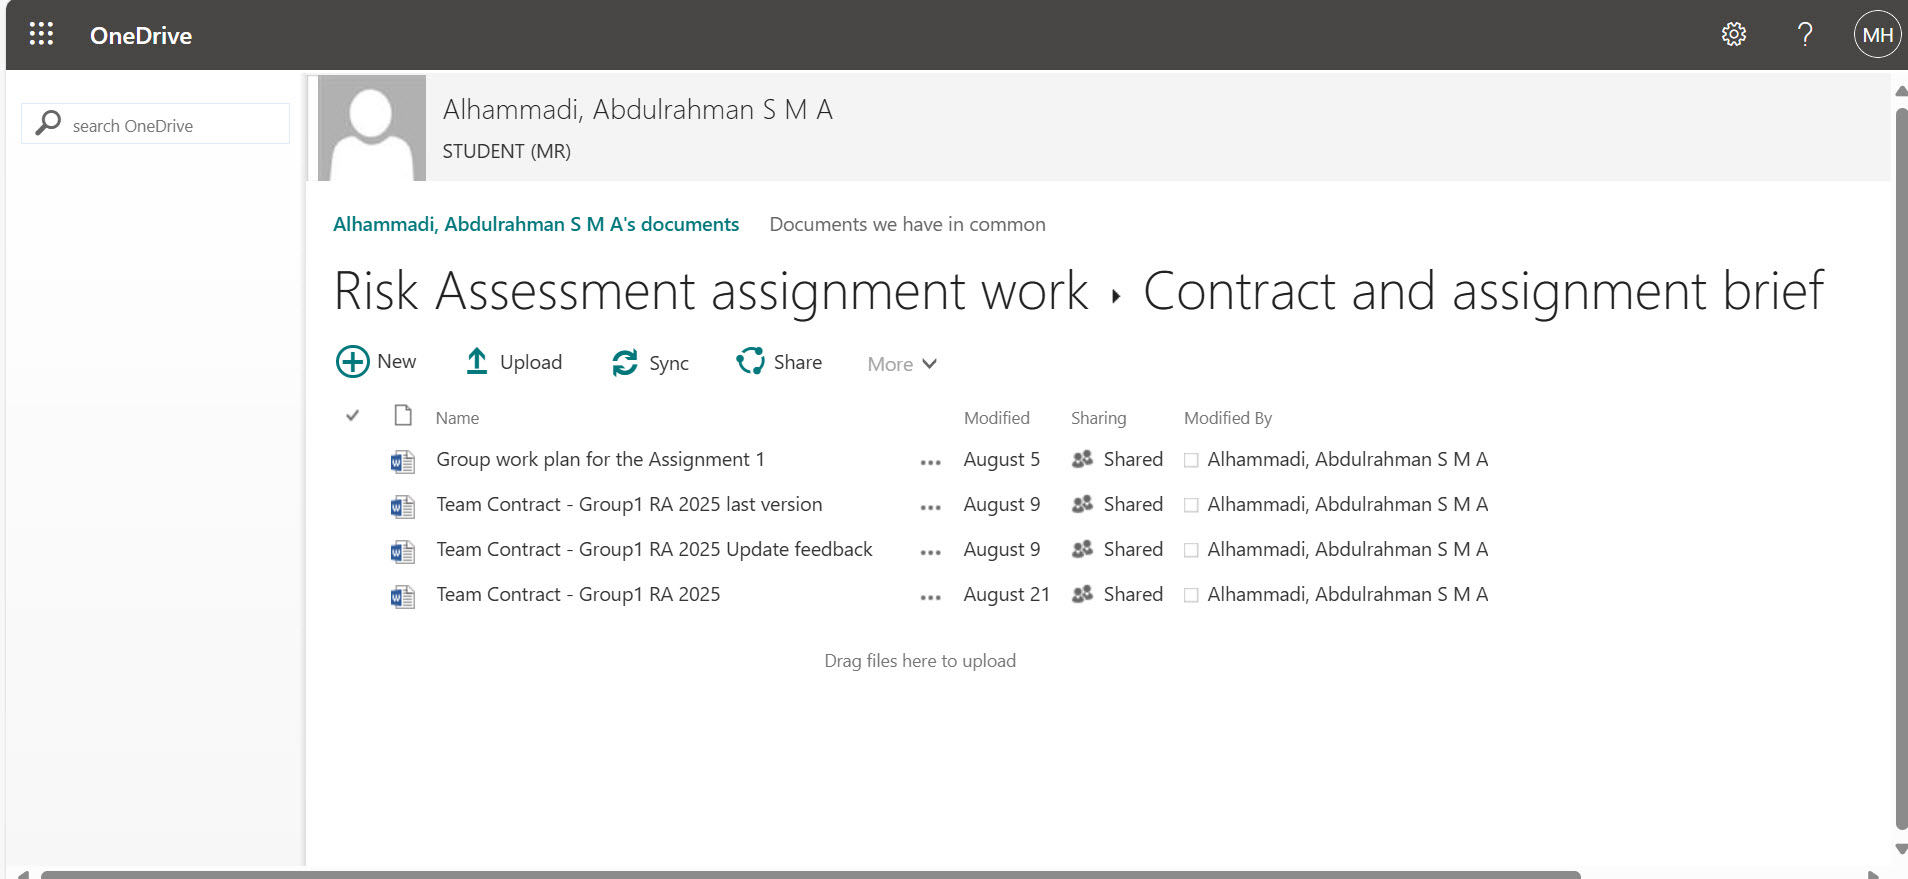 OneDrive
?
MH
search OneDrive
Alhammadi, Abdulrahman S M A
STUDENT (MR)
Alhammadi, Abdulrahman S M A's documents Documents we have in common
Risk Assessment assignment work ▸ Contract and assignment brief
New Upload Sync Share More
Name Modified Sharing Modified By
Group work plan for the Assignment 1 ... August 5 Shared Alhammadi, Abdulrahman S M A
Team Contract - Group1 RA 2025 last version ... August 9 Shared Alhammadi, Abdulrahman S M A
Team Contract - Group1 RA 2025 Update feedback ... August 9 Shared Alhammadi, Abdulrahman S M A
Team Contract - Group1 RA 2025 ... August 21 Shared Alhammadi, Abdulrahman S M A
Drag files here to upload